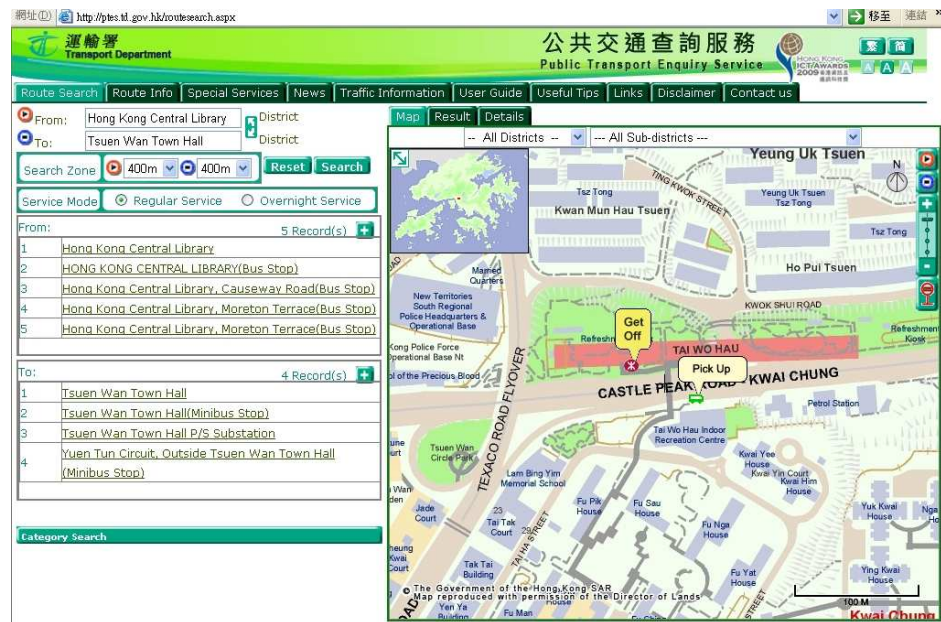 網址(D) http://ptes.td.gov.hk/routesearch.aspx 移至 連結 »
運輸署
Transport Department
公共交通查詢服務
Public Transport Enquiry Service
HONG KONG
ICT AWARDS
2009
繁 简
A A A
Route Search Route Info Special Services News Traffic Information User Guide Useful Tips Links Disclaimer Contact us
From: Hong Kong Central Library District
To: Tsuen Wan Town Hall District
Search Zone 400m 400m Reset Search
Service Mode Regular Service Overnight Service
From: 5 Record(s)
1 Hong Kong Central Library
2 HONG KONG CENTRAL LIBRARY(Bus Stop)
3 Hong Kong Central Library, Causeway Road(Bus Stop)
4 Hong Kong Central Library, Moreton Terrace(Bus Stop)
5 Hong Kong Central Library, Moreton Terrace(Bus Stop)
To: 4 Record(s)
1 Tsuen Wan Town Hall
2 Tsuen Wan Town Hall(Minibus Stop)
3 Tsuen Wan Town Hall P/S Substation
4 Yuen Tun Circuit, Outside Tsuen Wan Town Hall
(Minibus Stop)
Category Search
Map Result Details
-- All Districts -- --- All Sub-districts ---
Yeung Uk Tsuen
N
TING KWOK STREET
Tsz Tong
Kwan Mun Hau Tsuen
Yeung Uk Tsuen
Tsz Tong
Tsz Tong
Ho Pui Tsuen
Married
Quarters
New Territories
South Regional
Police Headquarters &
Operational Base
KWOK SHUI ROAD
Get
Off
Refreshment
Kiosk
Kong Police Force
Operational Base Nt
TAI WO HAU
Pick Up
ol of the Precious Blood
CASTLE PEAK ROAD - KWAI CHUNG
TEXACO ROAD FLYOVER
Petrol Station
Tai Wo Hau Indoor
Recreation Centre
Tsuen Wan
Circle Park
Kwai Yee
House
Kwai Yin Court
Kwai Him
House
Lam Bing Yim
Memorial School
Jade
Court
23
Tai Tak
Court
29
TAI HA STREET
Fu Pik
House
Fu Sau
House
Fu Nga
House
Yuk Kwai
House
Tak Tai
Building
Fu Yat
House
Ying Kwai
House
© The Government of the Hong Kong SAR
Map reproduced with permission of the Director of Lands
House
100 M
Yen Ya
Building
Fu Man
Kwai Chung